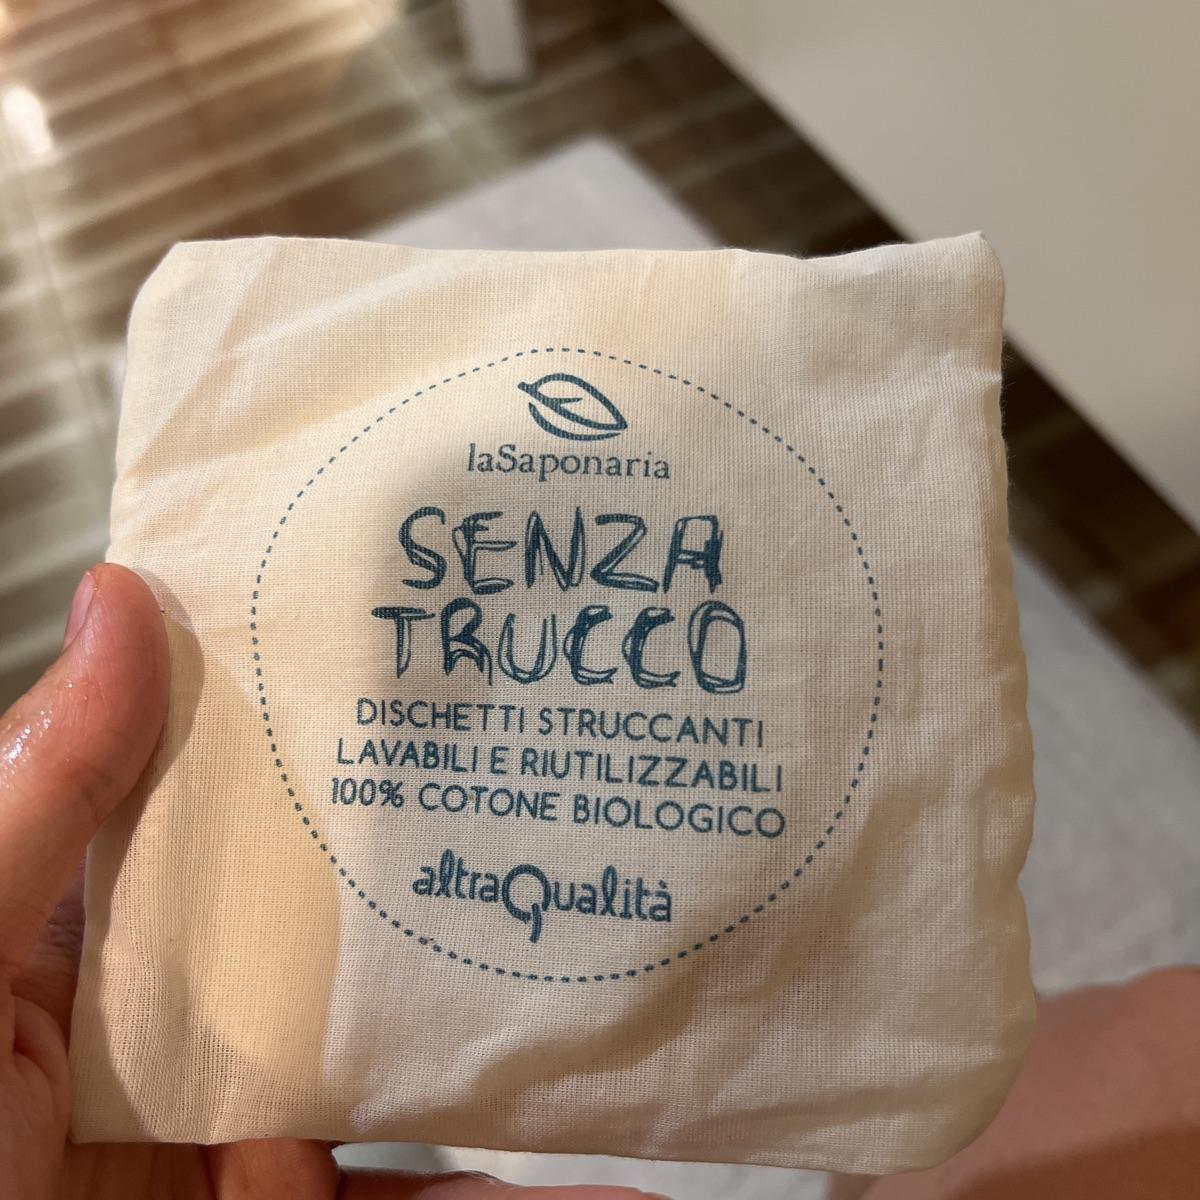 laSaponaria
SENZA
TRUCCO
DISCHETTI STRUCCANTI
LAVABILI E RIUTILIZZABILI
100% COTONE BIOLOGICO
altraQualità